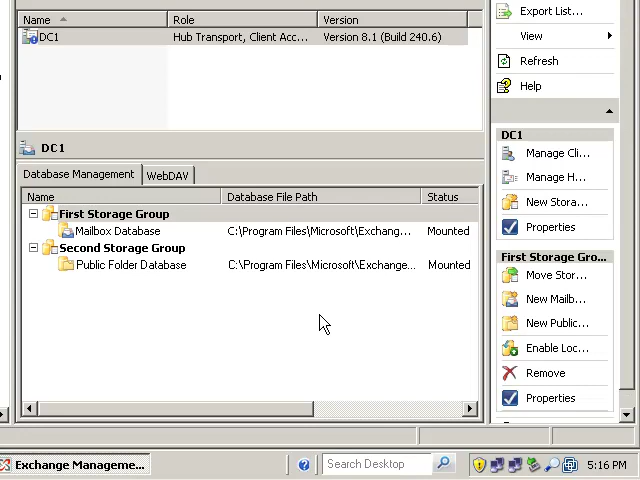 Name Role Version
DC1 Hub Transport, Client Acc... Version 8.1 (Build 240.6)
DC1
Database Management WebDAV
Name Database File Path Status
First Storage Group
Mailbox Database C:\Program Files\Microsoft\Exchang... Mounted
Second Storage Group
Public Folder Database C:\Program Files\Microsoft\Exchange... Mounted
Export List...
View
Refresh
Help
DC1
Manage Cli...
Manage H...
New Stora...
Properties
First Storage Gro...
Move Stor...
New Mailb...
New Public...
Enable Loc...
Remove
Properties
Exchange Manageme... Search Desktop 5:16 PM